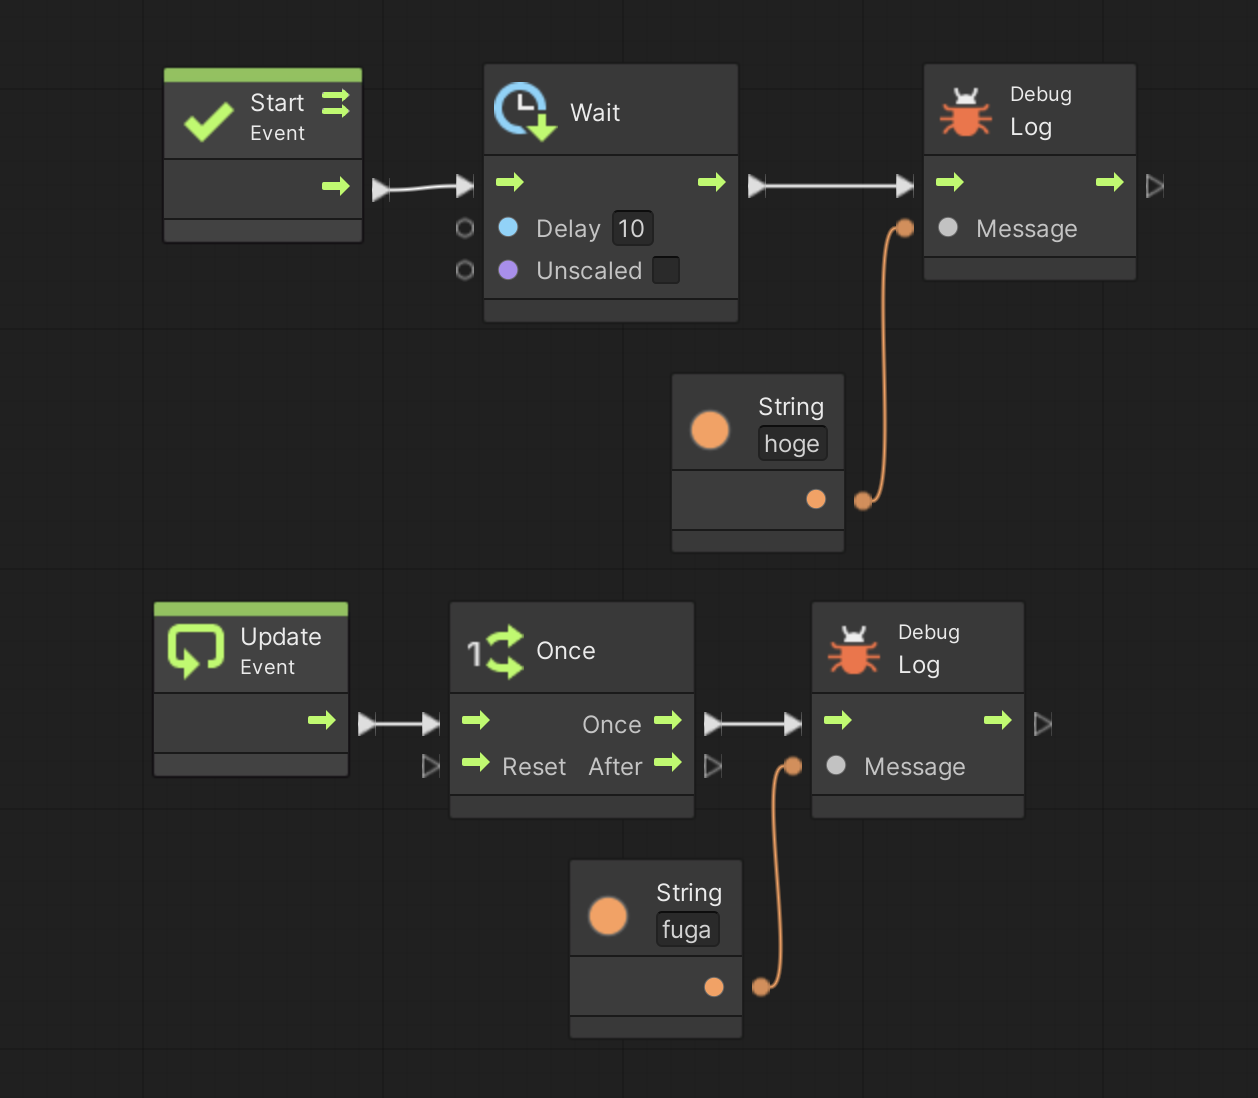 Start
Event
Wait
Delay 10
Unscaled
Debug
Log
Message
String
hoge
Update
Event
1
Once
Once
Reset After
Debug
Log
Message
String
fuga